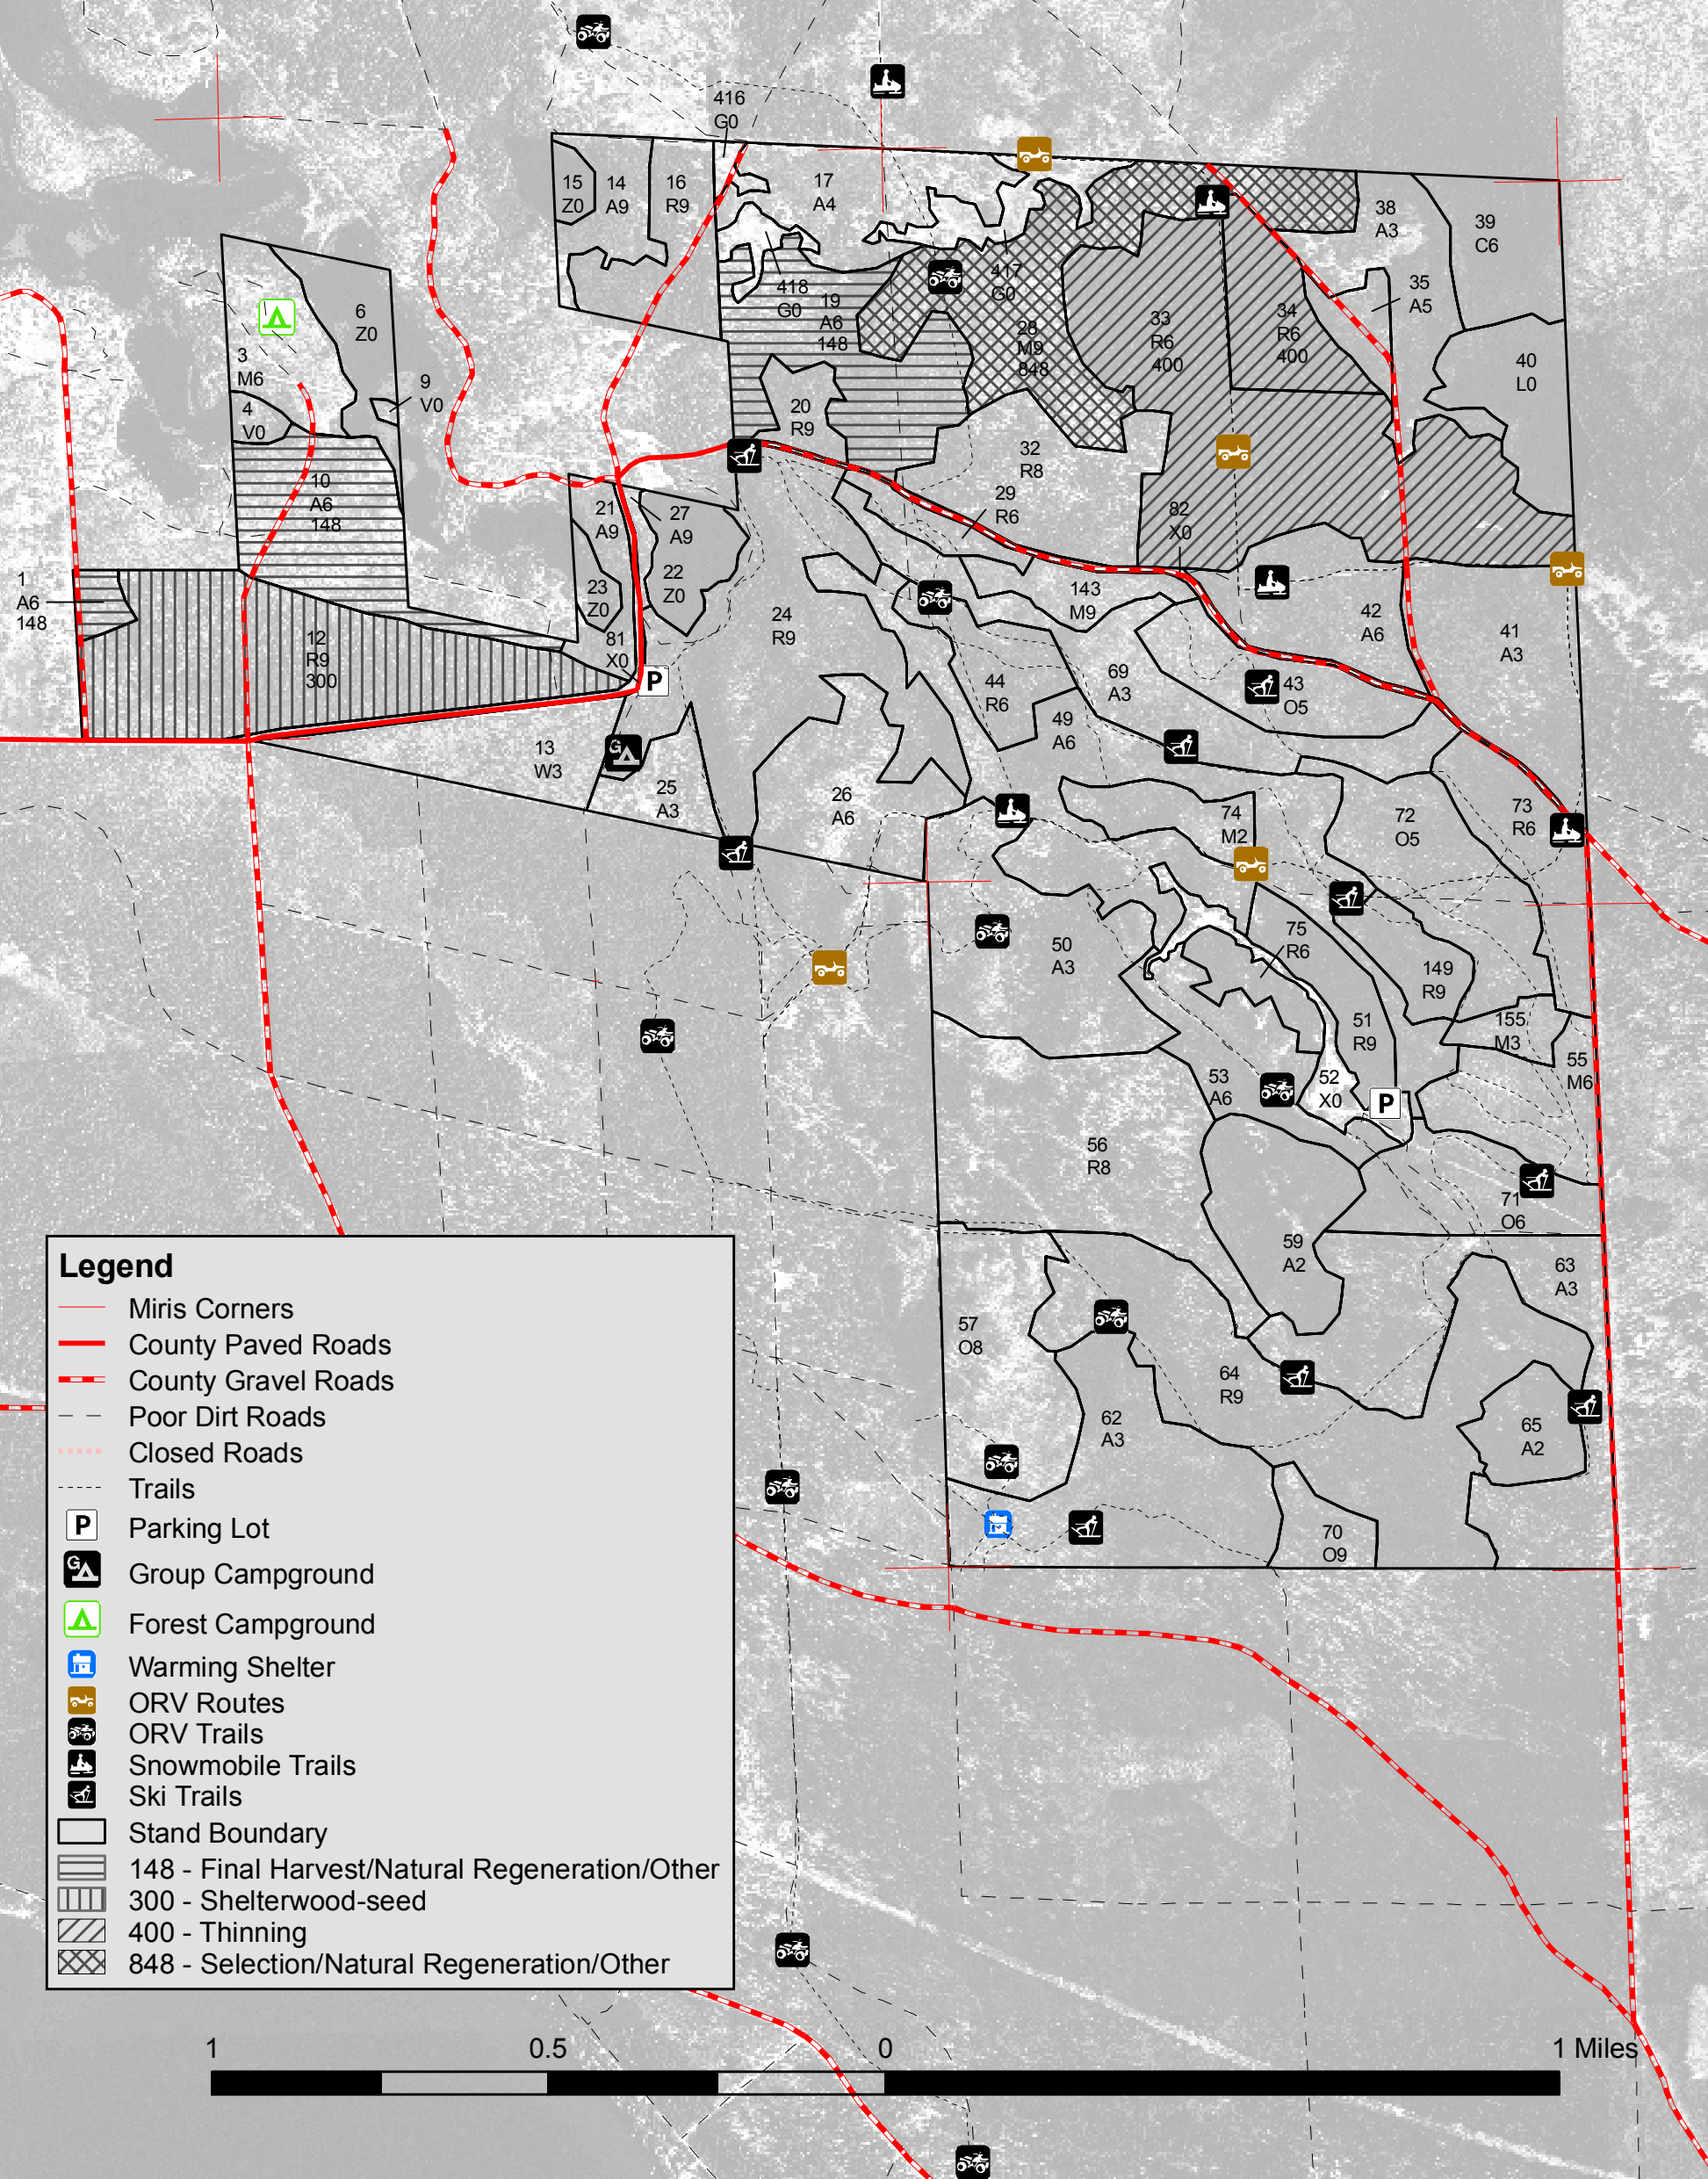 416
G0
15
Z0
14
A9
16
R9
17
A4
38
A3
39
C6
417
G0
418
G0
19
A6
148
35
A5
6
Z0
28
M9
848
33
R6
400
34
R6
400
3
M6
9
V0
40
L0
4
V0
20
R9
32
R8
10
A6
148
29
R6
82
X0
21
A9
27
A9
1
A6
148
23
Z0
22
Z0
143
M9
24
R9
42
A6
41
A3
12
R9
300
81
X0
P
44
R6
69
A3
43
O5
49
A6
13
W3
G
25
A3
26
A6
74
M2
72
O5
73
R6
50
A3
75
R6
149
R9
51
R9
155
M3
55
M6
53
A6
52
X0
P
56
R8
71
O6
59
A2
63
A3
57
O8
64
R9
62
A3
65
A2
70
O9
Legend
Miris Corners
County Paved Roads
County Gravel Roads
Poor Dirt Roads
Closed Roads
Trails
P Parking Lot
G Group Campground
Forest Campground
Warming Shelter
ORV Routes
ORV Trails
Snowmobile Trails
Ski Trails
Stand Boundary
148 - Final Harvest/Natural Regeneration/Other
300 - Shelterwood-seed
400 - Thinning
848 - Selection/Natural Regeneration/Other
1 0.5 0 1 Miles